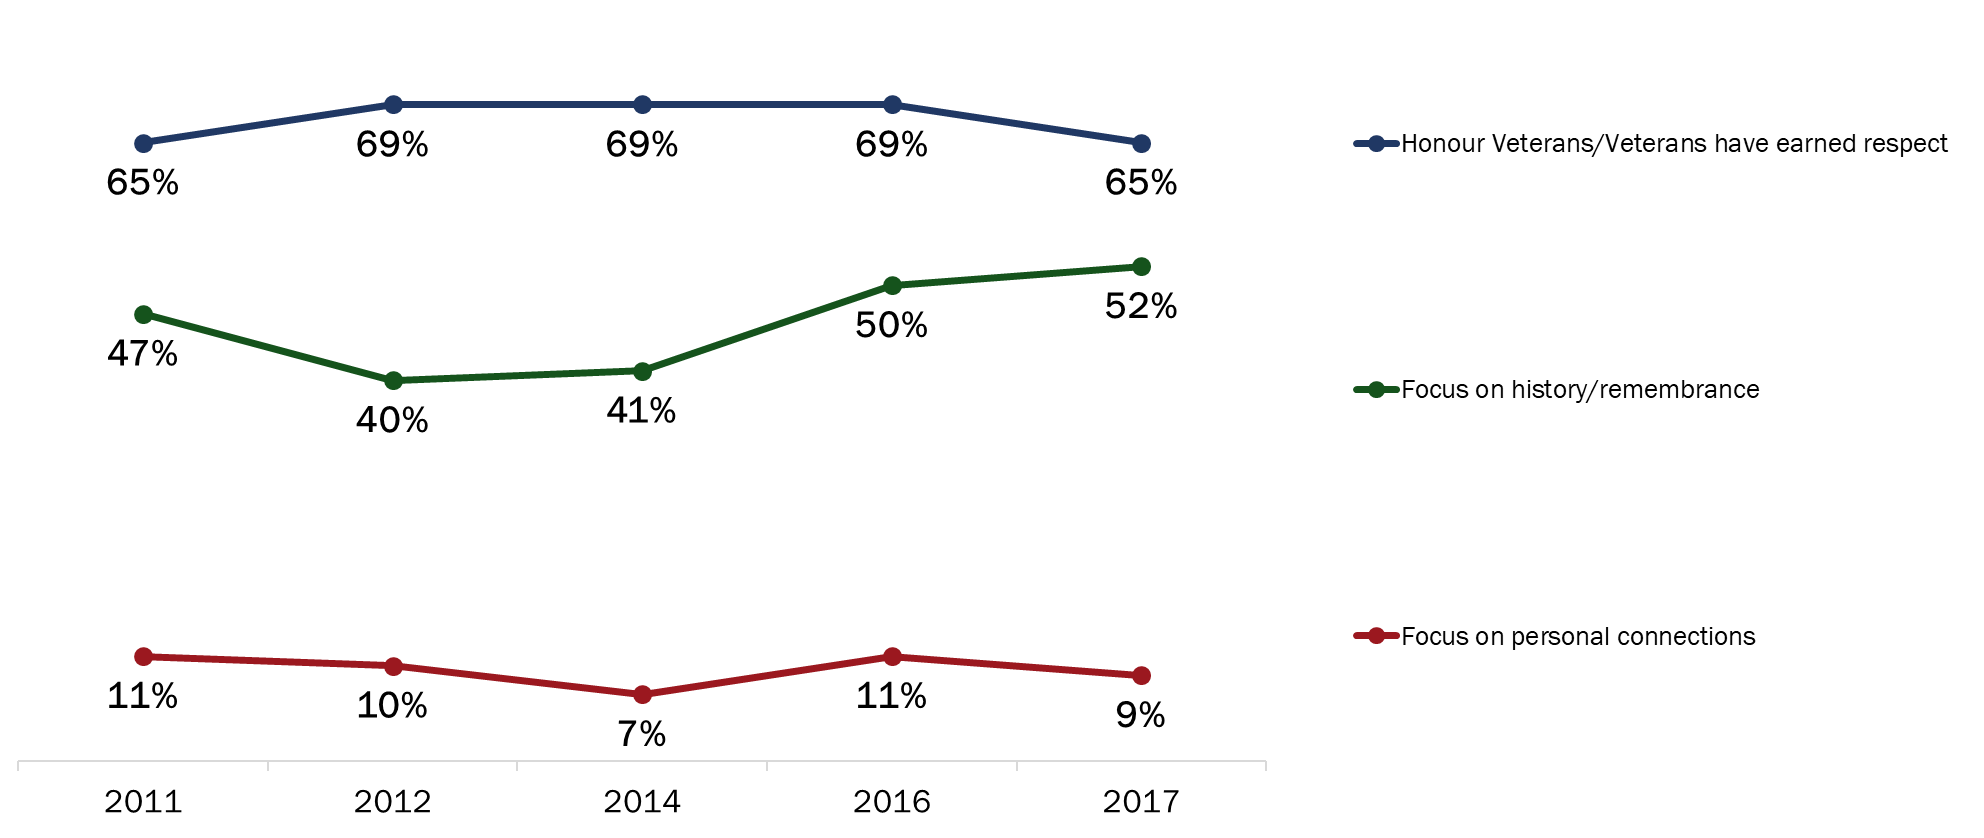 69% 69% 69%
Honour Veterans/Veterans have earned respect
65% 65%
52%
50%
47%
Focus on history/remembrance
41%
40%
Focus on personal connections
11% 11%
10%
9%
7%
2011 2012 2014 2016 2017